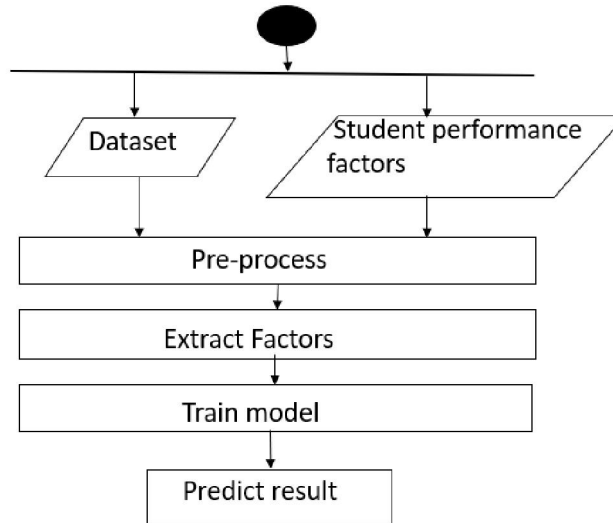 Dataset
Student performance
factors
Pre-process
Extract Factors
Train model
Predict result